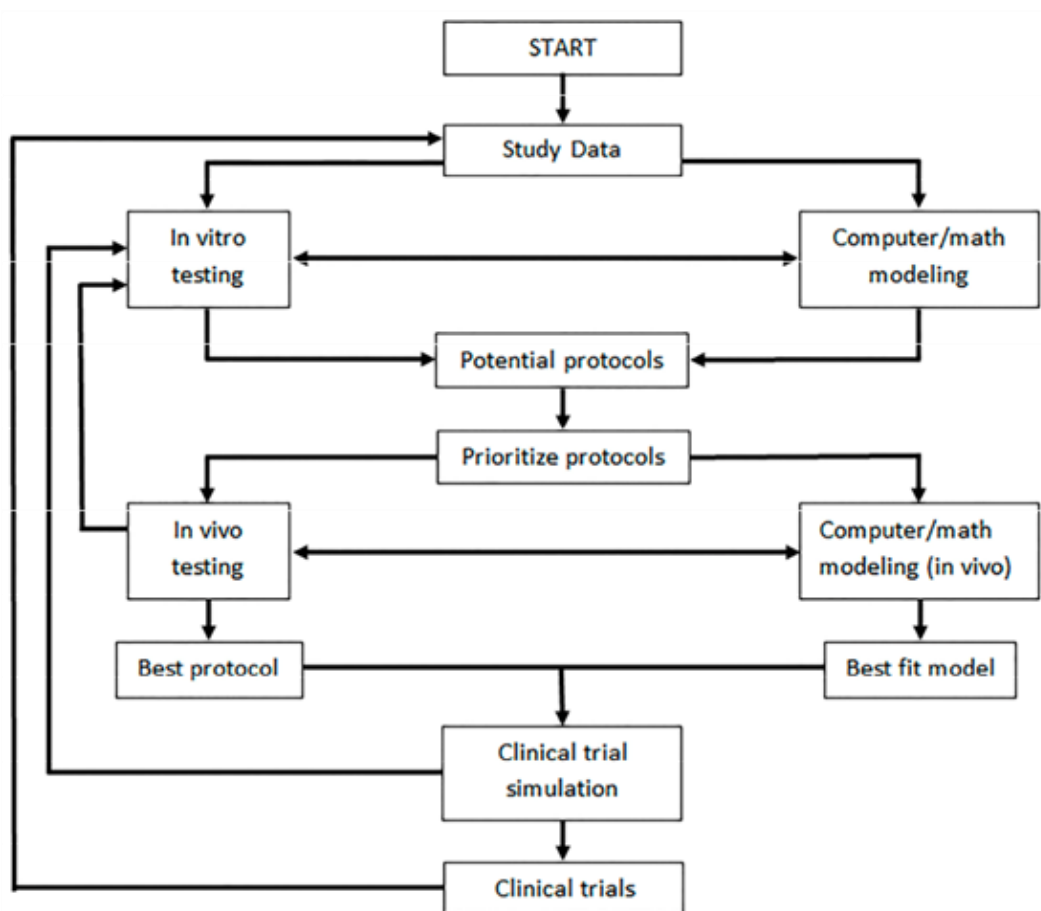 START
Study Data
In vitro
testing
Computer/math
modeling
Potential protocols
Prioritize protocols
In vivo
testing
Computer/math
modeling (in vivo)
Best protocol
Best fit model
Clinical trial
simulation
Clinical trials